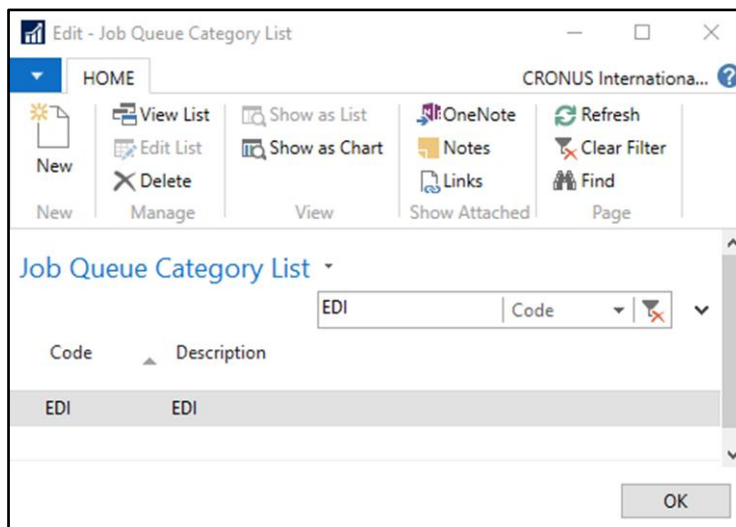 Edit - Job Queue Category List
HOME
CRONUS Internationa... ?
New
View List
Edit List
Delete
Show as List
Show as Chart
OneNote
Notes
Links
Refresh
Clear Filter
Find
New
Manage
View
Show Attached
Page
Job Queue Category List
EDI
Code
Code
Description
EDI
EDI
OK